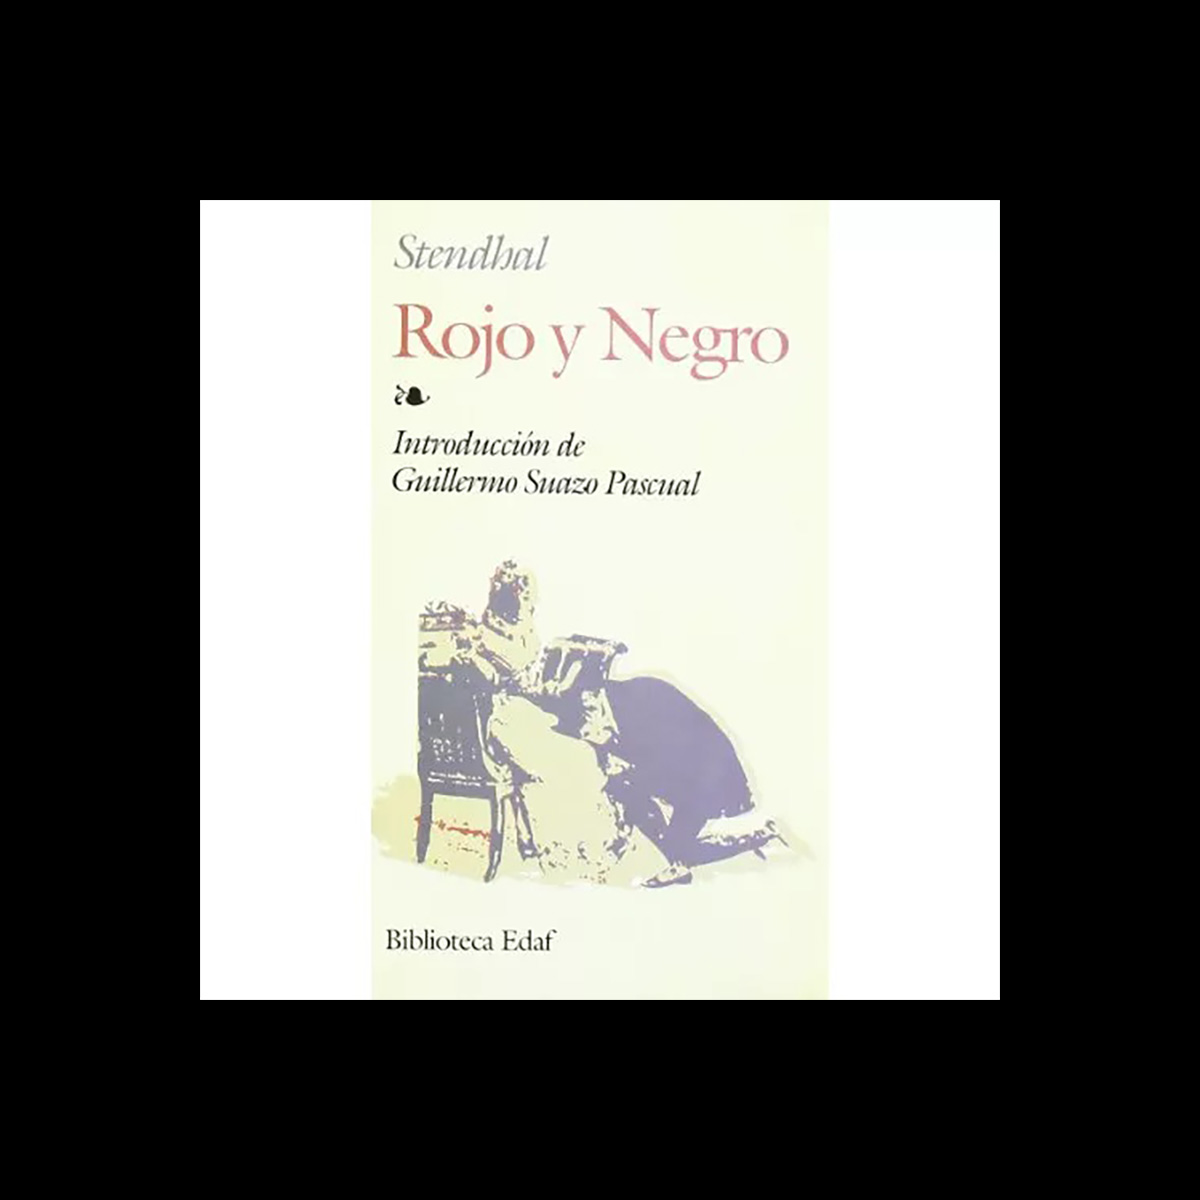 Stendhal
Rojo y Negro
Introducción de
Guillermo Suazo Pascual
Biblioteca Edaf